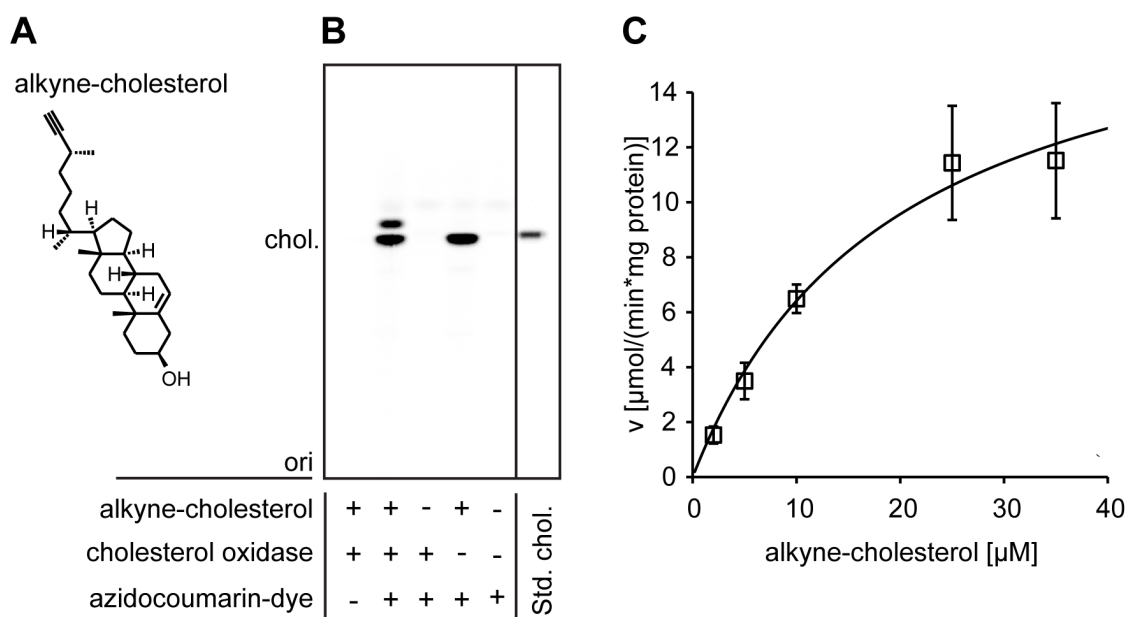 A
alkyne-cholesterol
H
H
H
H
H
OH
B
chol.
ori
alkyne-cholesterol + + - + -
cholesterol oxidase + + + - -
azidocoumarin-dye - + + + +
Std. chol.
C
v [µmol/(min*mg protein)]
14
12
10
8
6
4
2
0
0 10 20 30 40
alkyne-cholesterol [µM]